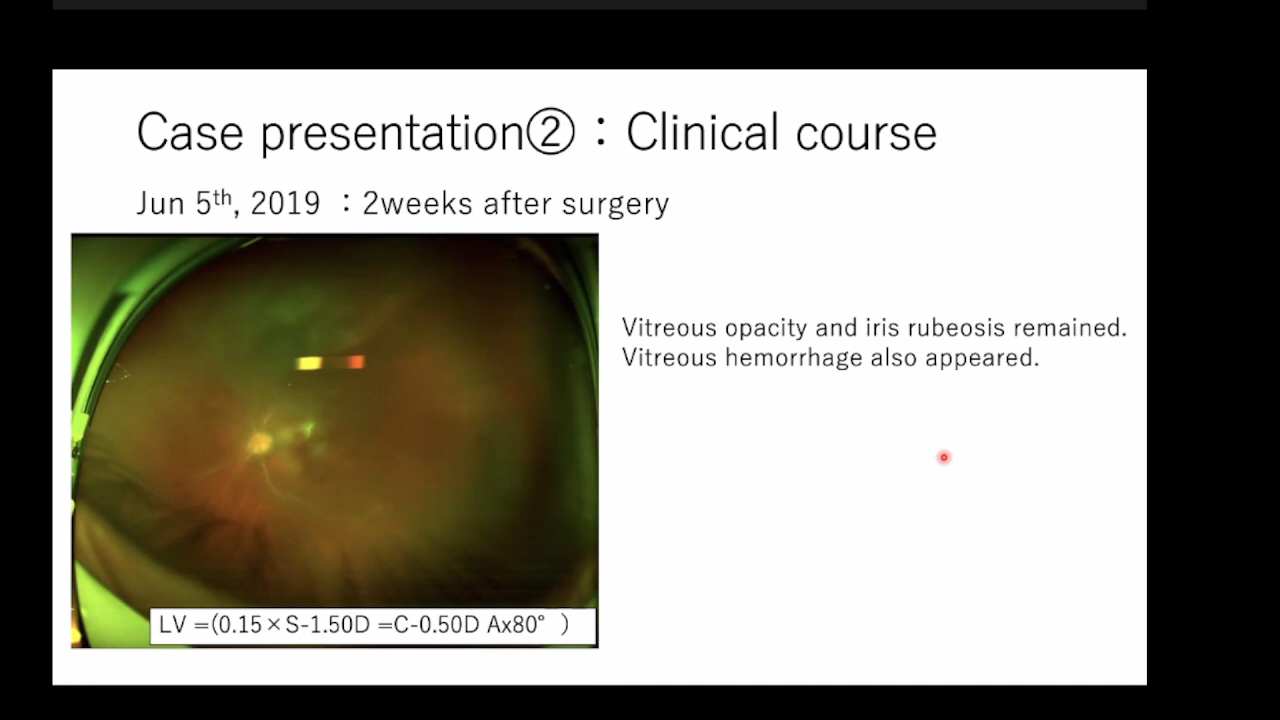 Case presentation②：Clinical course
Jun 5th, 2019 ：2weeks after surgery
Vitreous opacity and iris rubeosis remained.
Vitreous hemorrhage also appeared.
LV =(0.15×S-1.50D =C-0.50D Ax80° )